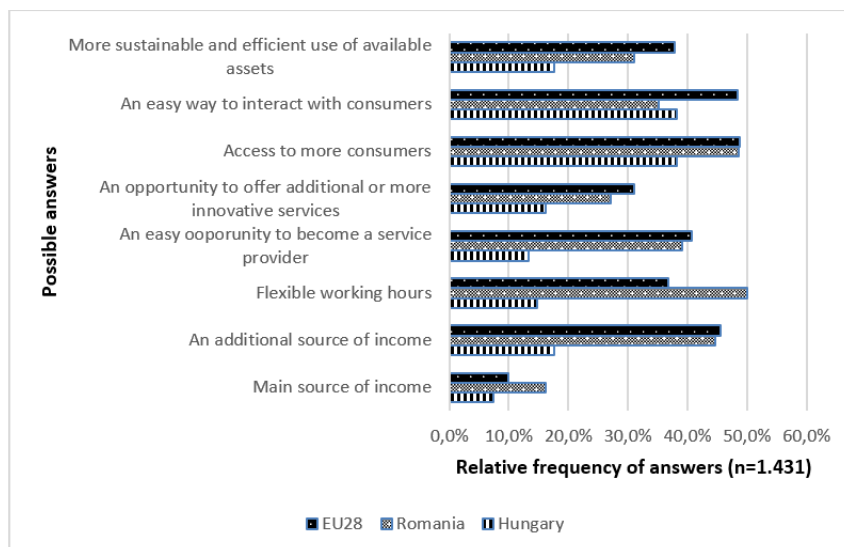 More sustainable and efficient use of available
assets
An easy way to interact with consumers
Access to more consumers
An opportunity to offer additional or more
innovative services
An easy ooporunity to become a service
provider
Flexible working hours
An additional source of income
Main source of income
Possible answers
0,0% 10,0% 20,0% 30,0% 40,0% 50,0% 60,0%
Relative frequency of answers (n=1.431)
EU28 Romania Hungary